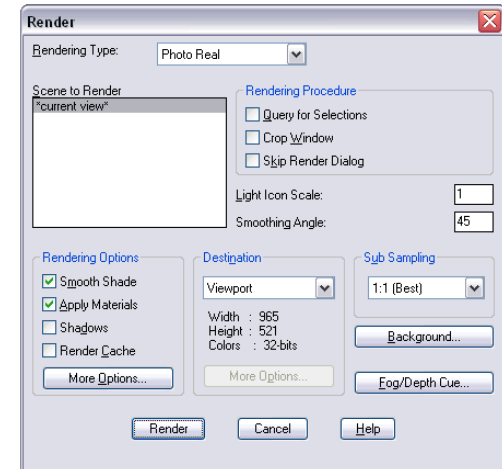 Render
Rendering Type: Photo Real
Scene to Render
*current view*
Rendering Procedure
Query for Selections
Crop Window
Skip Render Dialog
Light Icon Scale: 1
Smoothing Angle: 45
Rendering Options
Smooth Shade
Apply Materials
Shadows
Render Cache
More Options...
Destination
Viewport
Width : 965
Height : 521
Colors : 32-bits
More Options...
Sub Sampling
1:1 (Best)
Background...
Fog/Depth Cue...
Render
Cancel
Help